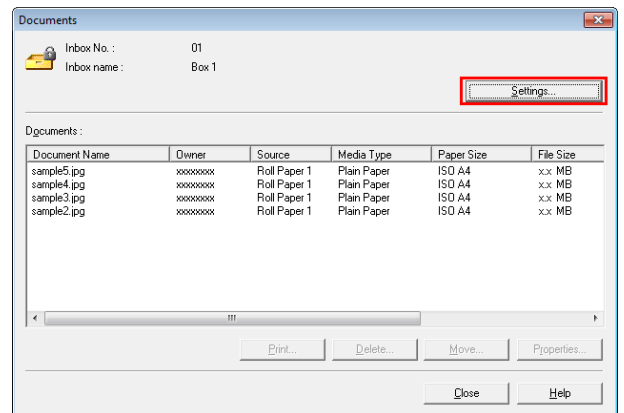 Documents
Inbox No. : 01
Inbox name : Box 1
Settings...
Documents :
Document Name Owner Source Media Type Paper Size File Size
sample5.jpg xxxxxxxx Roll Paper 1 Plain Paper ISO A4 x.x MB
sample4.jpg xxxxxxxx Roll Paper 1 Plain Paper ISO A4 x.x MB
sample3.jpg xxxxxxxx Roll Paper 1 Plain Paper ISO A4 x.x MB
sample2.jpg xxxxxxxx Roll Paper 1 Plain Paper ISO A4 x.x MB
Print... Delete... Move... Properties...
Close Help